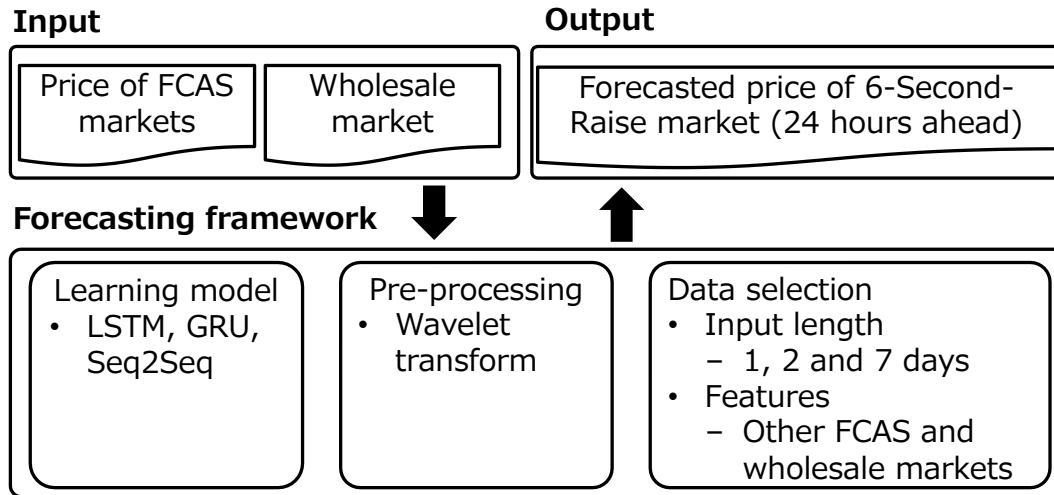 Input
Price of FCAS
markets
Wholesale
market
Output
Forecasted price of 6-Second-
Raise market (24 hours ahead)
Forecasting framework
Learning model
• LSTM, GRU,
Seq2Seq
Pre-processing
• Wavelet
transform
Data selection
• Input length
– 1, 2 and 7 days
• Features
– Other FCAS and
wholesale markets